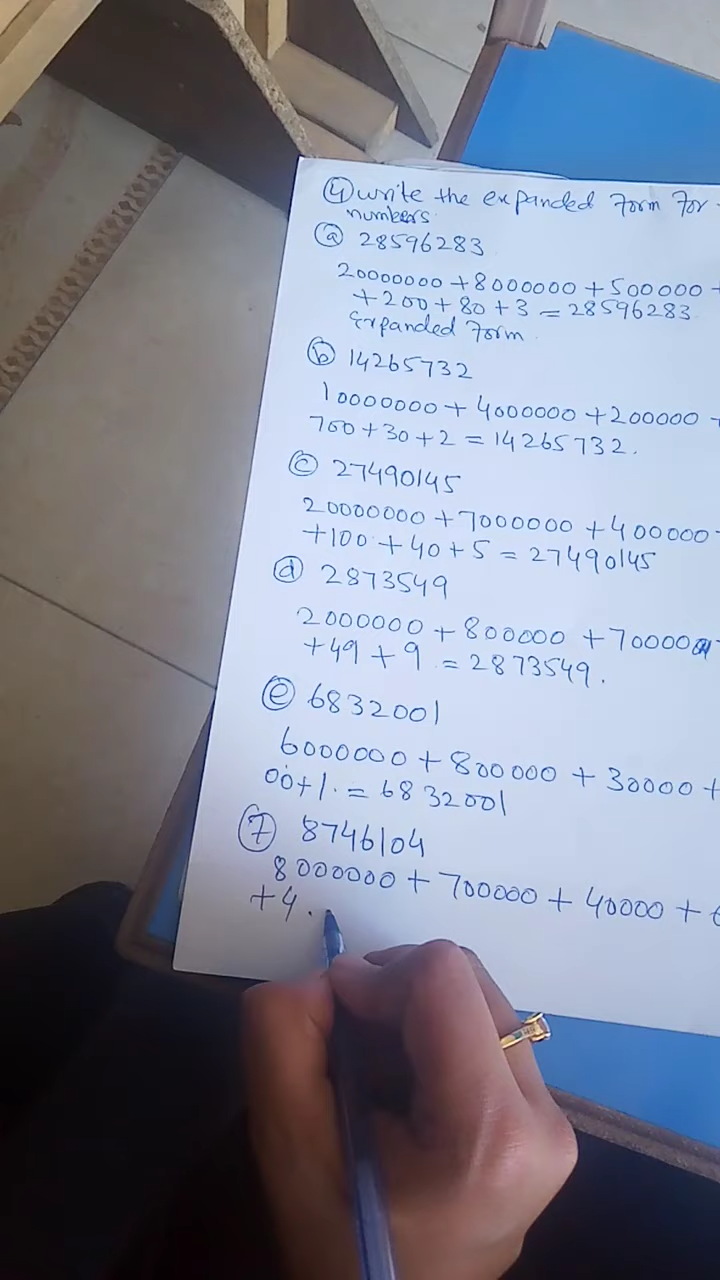 ④ write the expanded Form For
numbers
ⓐ 28596283
20000000 + 8000000 + 500000 +
+ 200 + 80 + 3 = 28596283
Expanded Form.
ⓑ 14265732
10000000 + 4000000 + 200000 +
700 + 30 + 2 = 14265732.
ⓒ 27490145
20000000 + 7000000 + 400000 +
+ 100 + 40 + 5 = 27490145
ⓓ 2873549
2000000 + 800000 + 70000
+ 49 + 9 = 2873549.
ⓔ 6832001
6000000 + 800000 + 30000 +
00 + 1. = 6832001
ⓕ 8746104
8000000 + 700000 + 40000 + 6
+ 4.